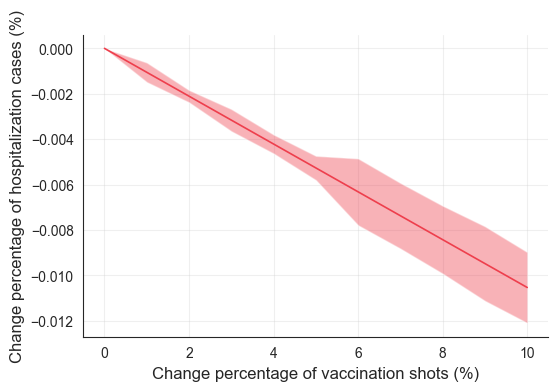 Change percentage of hospitalization cases (%)
0.000
−0.002
−0.004
−0.006
−0.008
−0.010
−0.012
0 2 4 6 8 10
Change percentage of vaccination shots (%)